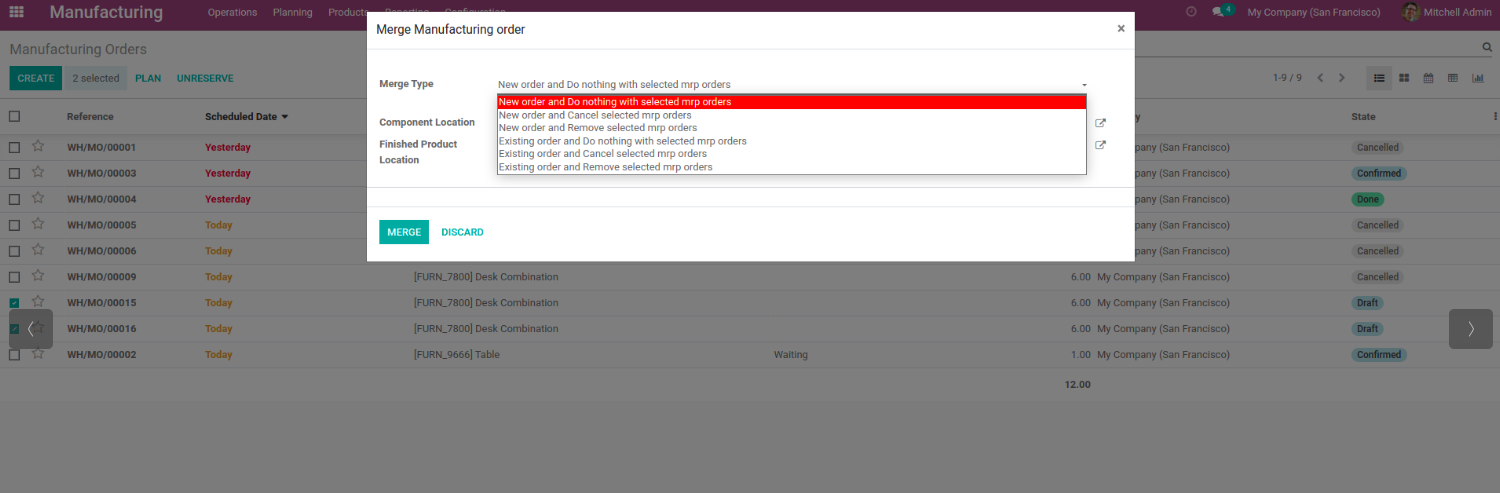 Manufacturing Operations Planning Products Reporting Configuration 4 My Company (San Francisco) Mitchell Admin
Manufacturing Orders
CREATE 2 selected PLAN UNRESERVE 1-9 / 9
Merge Manufacturing order ×
Merge Type New order and Do nothing with selected mrp orders
New order and Do nothing with selected mrp orders
New order and Cancel selected mrp orders
New order and Remove selected mrp orders
Existing order and Do nothing with selected mrp orders
Existing order and Cancel selected mrp orders
Existing order and Remove selected mrp orders
Component Location
Finished Product
Location
MERGE DISCARD
Reference Scheduled Date State
WH/MO/00001 Yesterday (San Francisco) Cancelled
WH/MO/00003 Yesterday (San Francisco) Confirmed
WH/MO/00004 Yesterday (San Francisco) Done
WH/MO/00005 Today (San Francisco) Cancelled
WH/MO/00006 Today (San Francisco) Cancelled
WH/MO/00009 Today [FURN_7800] Desk Combination 6.00 My Company (San Francisco) Cancelled
WH/MO/00015 Today [FURN_7800] Desk Combination 6.00 My Company (San Francisco) Draft
WH/MO/00016 Today [FURN_7800] Desk Combination 6.00 My Company (San Francisco) Draft
WH/MO/00002 Today [FURN_9666] Table Waiting 1.00 My Company (San Francisco) Confirmed
12.00